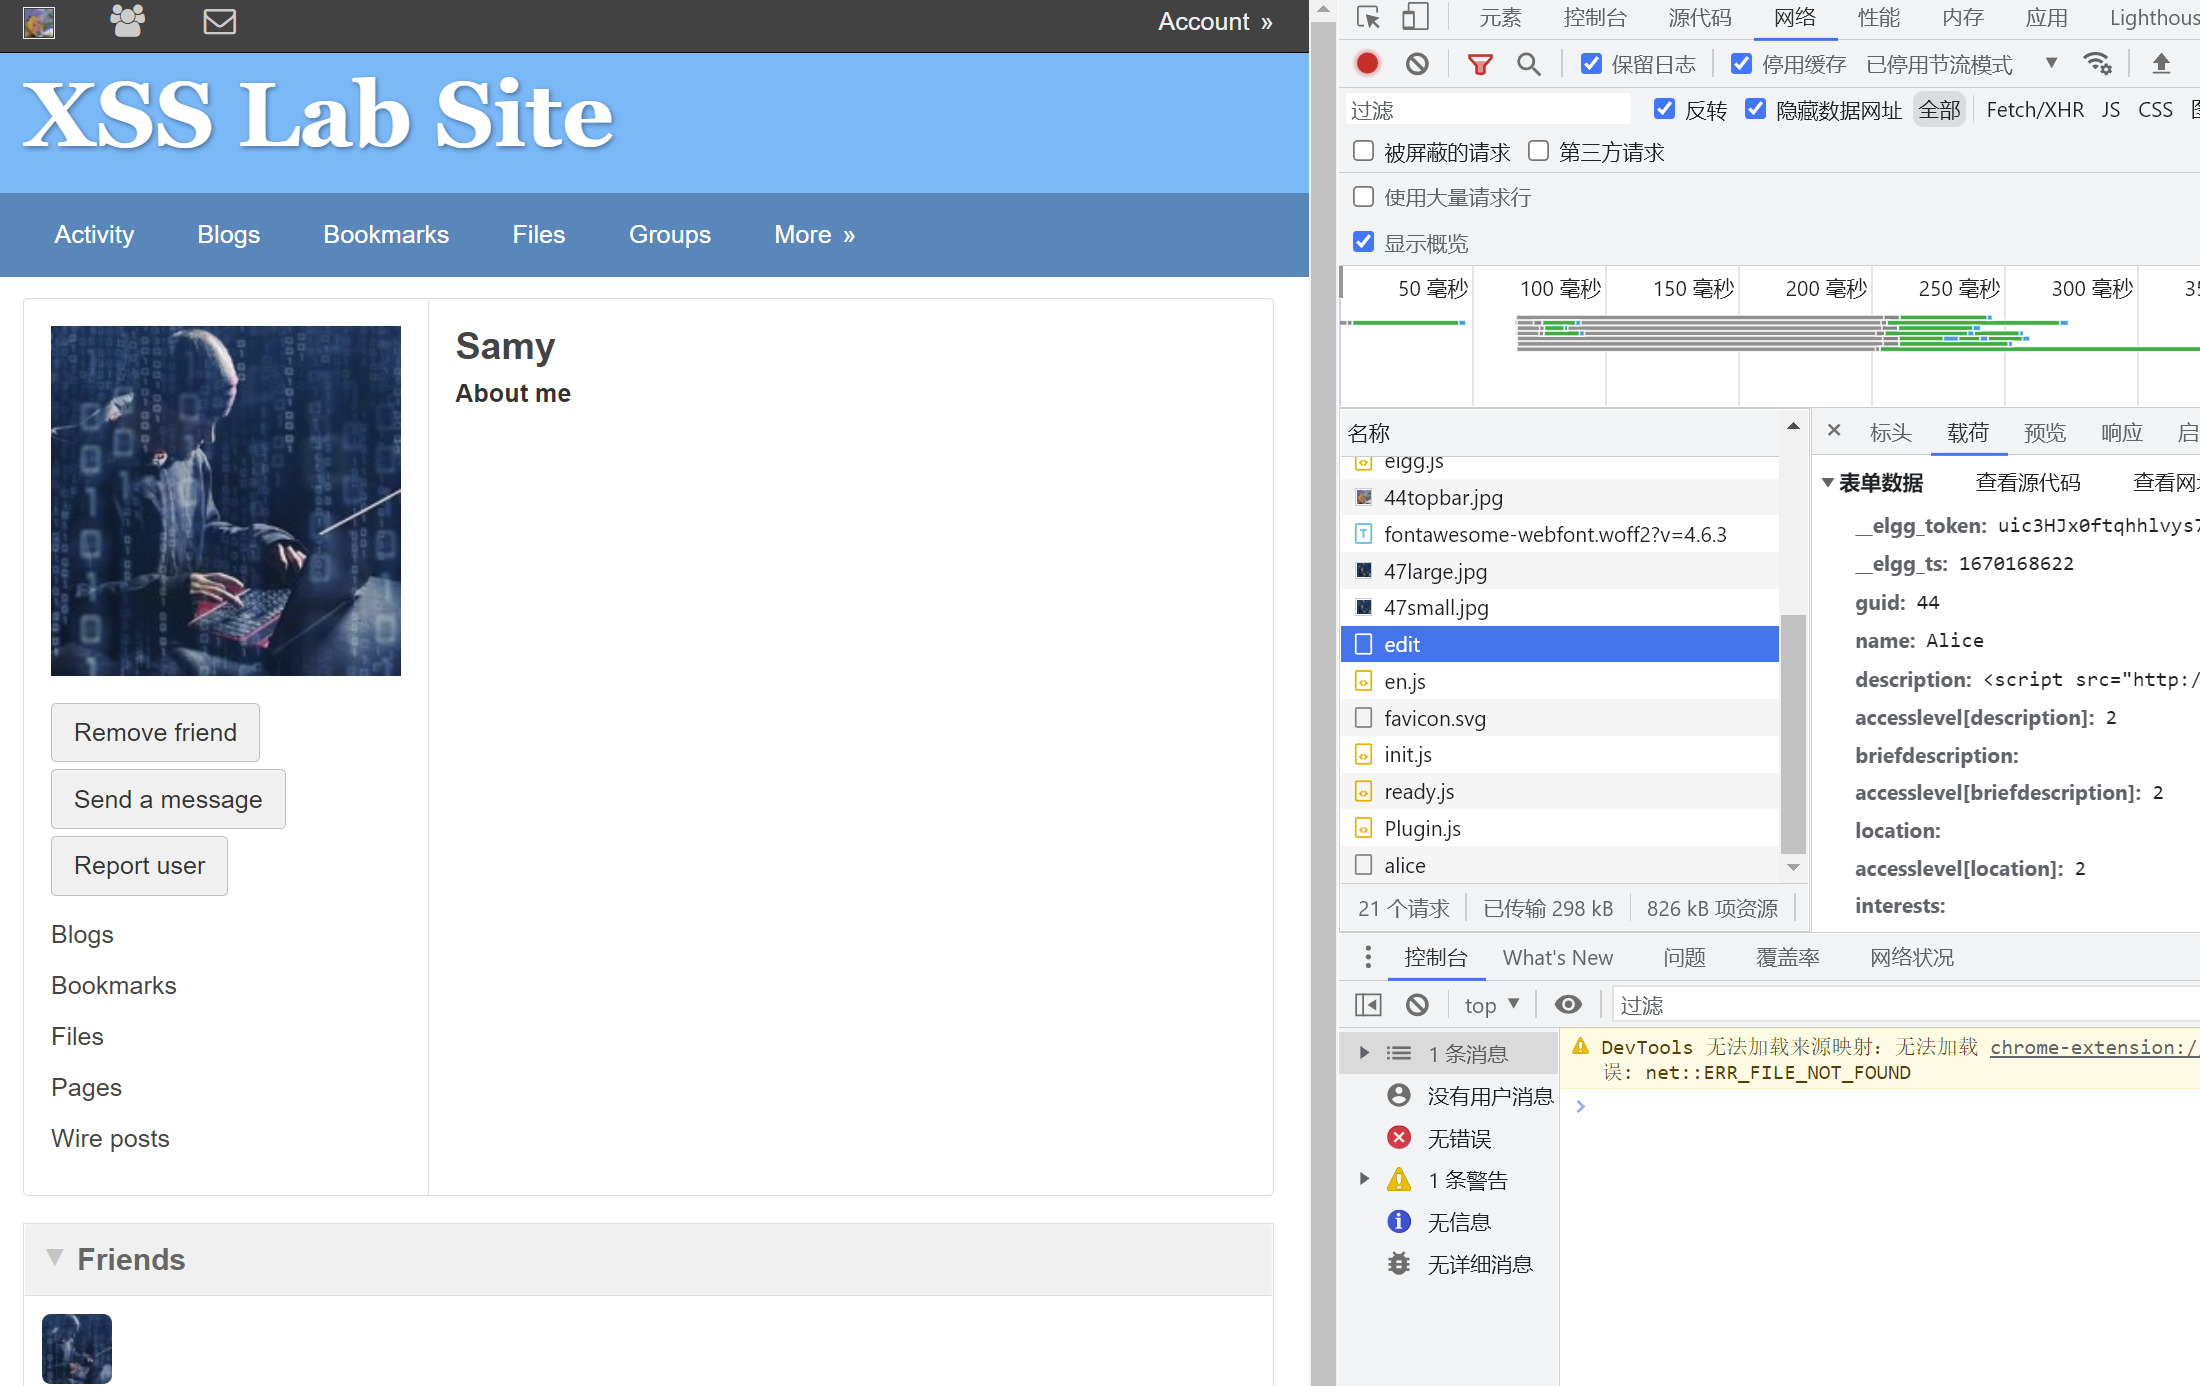 Account »
XSS Lab Site
Activity Blogs Bookmarks Files Groups More »
Samy
About me
Remove friend
Send a message
Report user
Blogs
Bookmarks
Files
Pages
Wire posts
Friends
元素 控制台 源代码 网络 性能 内存 应用 Lighthous
保留日志 停用缓存 已停用节流模式
过滤 反转 隐藏数据网址 全部 Fetch/XHR JS CSS
被屏蔽的请求 第三方请求
使用大量请求行
显示概览
50 毫秒 100 毫秒 150 毫秒 200 毫秒 250 毫秒 300 毫秒
名称
elgg.js
44topbar.jpg
fontawesome-webfont.woff2?v=4.6.3
47large.jpg
47small.jpg
edit
en.js
favicon.svg
init.js
ready.js
Plugin.js
alice
21 个请求 已传输 298 kB 826 kB 项资源
标头 载荷 预览 响应 启
表单数据 查看源代码 查看网
__elgg_token: uic3HJx0ftqhhlvys7
__elgg_ts: 1670168622
guid: 44
name: Alice
description: <script src="http:/
accesslevel[description]: 2
briefdescription:
accesslevel[briefdescription]: 2
location:
accesslevel[location]: 2
interests:
控制台 What's New 问题 覆盖率 网络状况
top 过滤
1 条消息
没有用户消息
无错误
1 条警告
无信息
无详细消息
DevTools 无法加载来源映射：无法加载 chrome-extension:/
误: net::ERR_FILE_NOT_FOUND